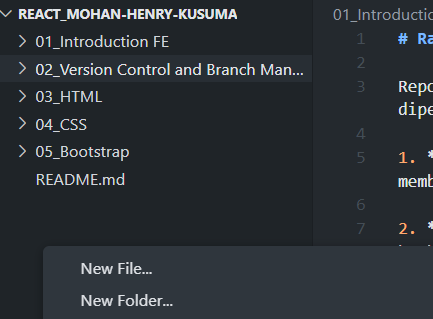 REACT_MOHAN-HENRY-KUSUMA
01_Introduction FE
02_Version Control and Branch Man...
03_HTML
04_CSS
05_Bootstrap
README.md
New File...
New Folder...
01_Introductio
1 # Ra
2
3 Repo
dipe
4
5 1. *
memb
6
7 2. *